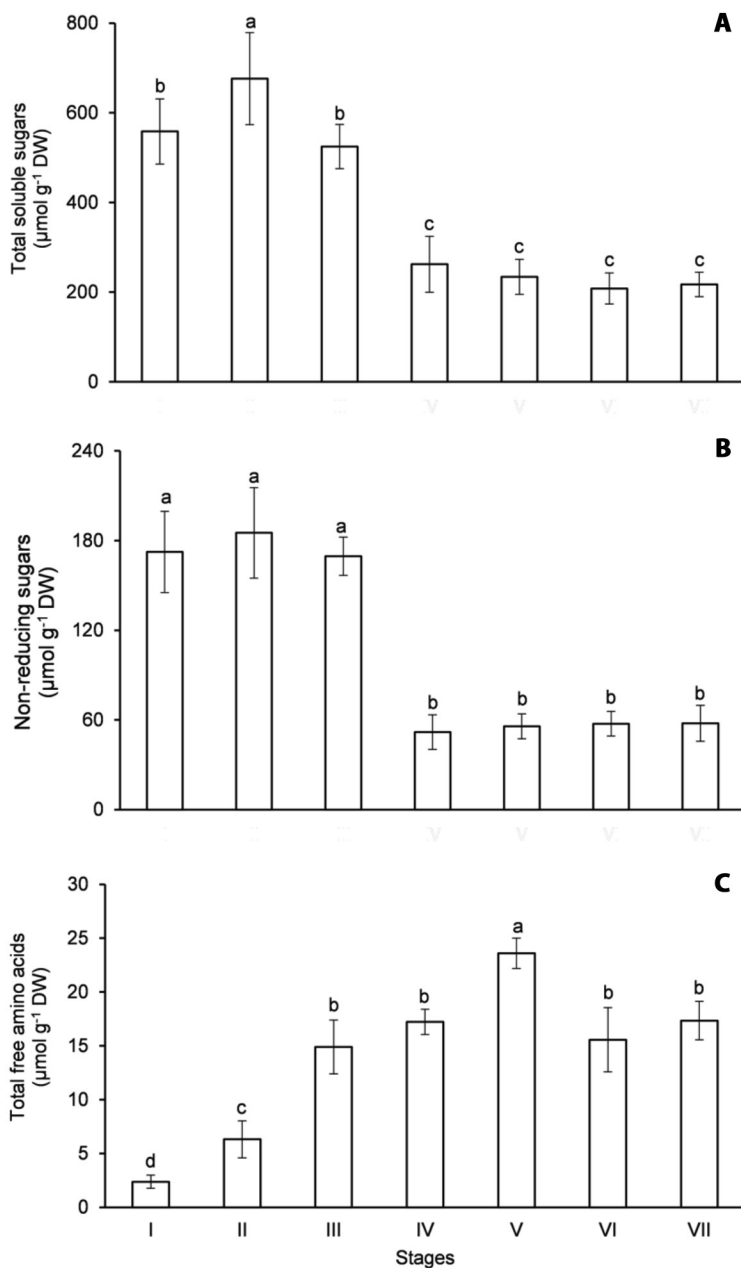 A
800
600
400
200
0
Total soluble sugars
(µmol g⁻¹ DW)
b
a
b
c
c
c
c
B
240
180
120
60
0
Non-reducing sugars
(µmol g⁻¹ DW)
a
a
a
b
b
b
b
C
30
25
20
15
10
5
0
Total free amino acids
(µmol g⁻¹ DW)
d
c
b
b
a
b
b
I II III IV V VI VII
Stages